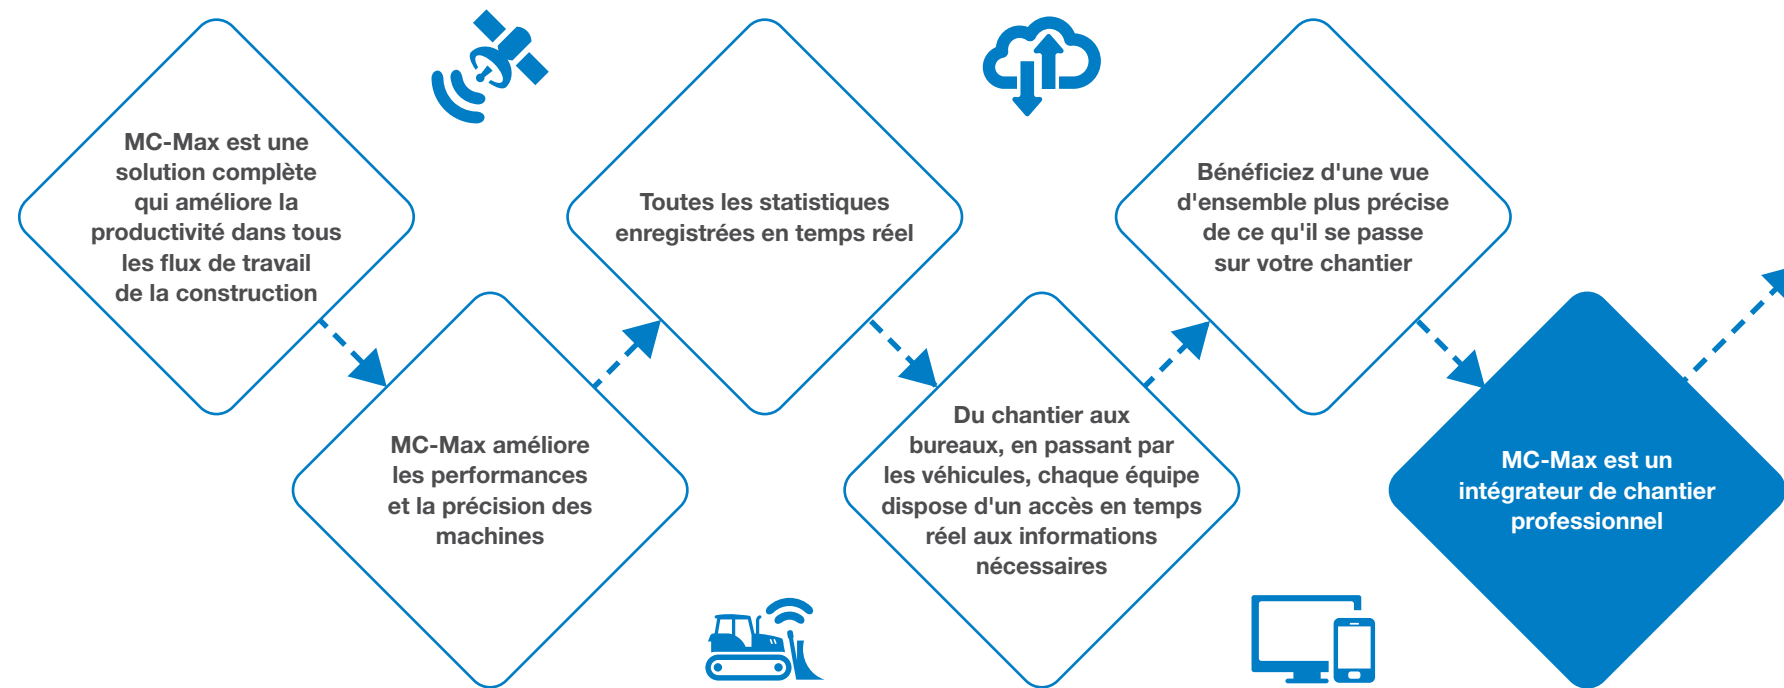 MC-Max est une
solution complète
qui améliore la
productivité dans tous
les flux de travail
de la construction
MC-Max améliore
les performances
et la précision des
machines
Toutes les statistiques
enregistrées en temps réel
Du chantier aux
bureaux, en passant par
les véhicules, chaque équipe
dispose d'un accès en temps
réel aux informations
nécessaires
Bénéficiez d'une vue
d'ensemble plus précise
de ce qu'il se passe
sur votre chantier
MC-Max est un
intégrateur de chantier
professionnel